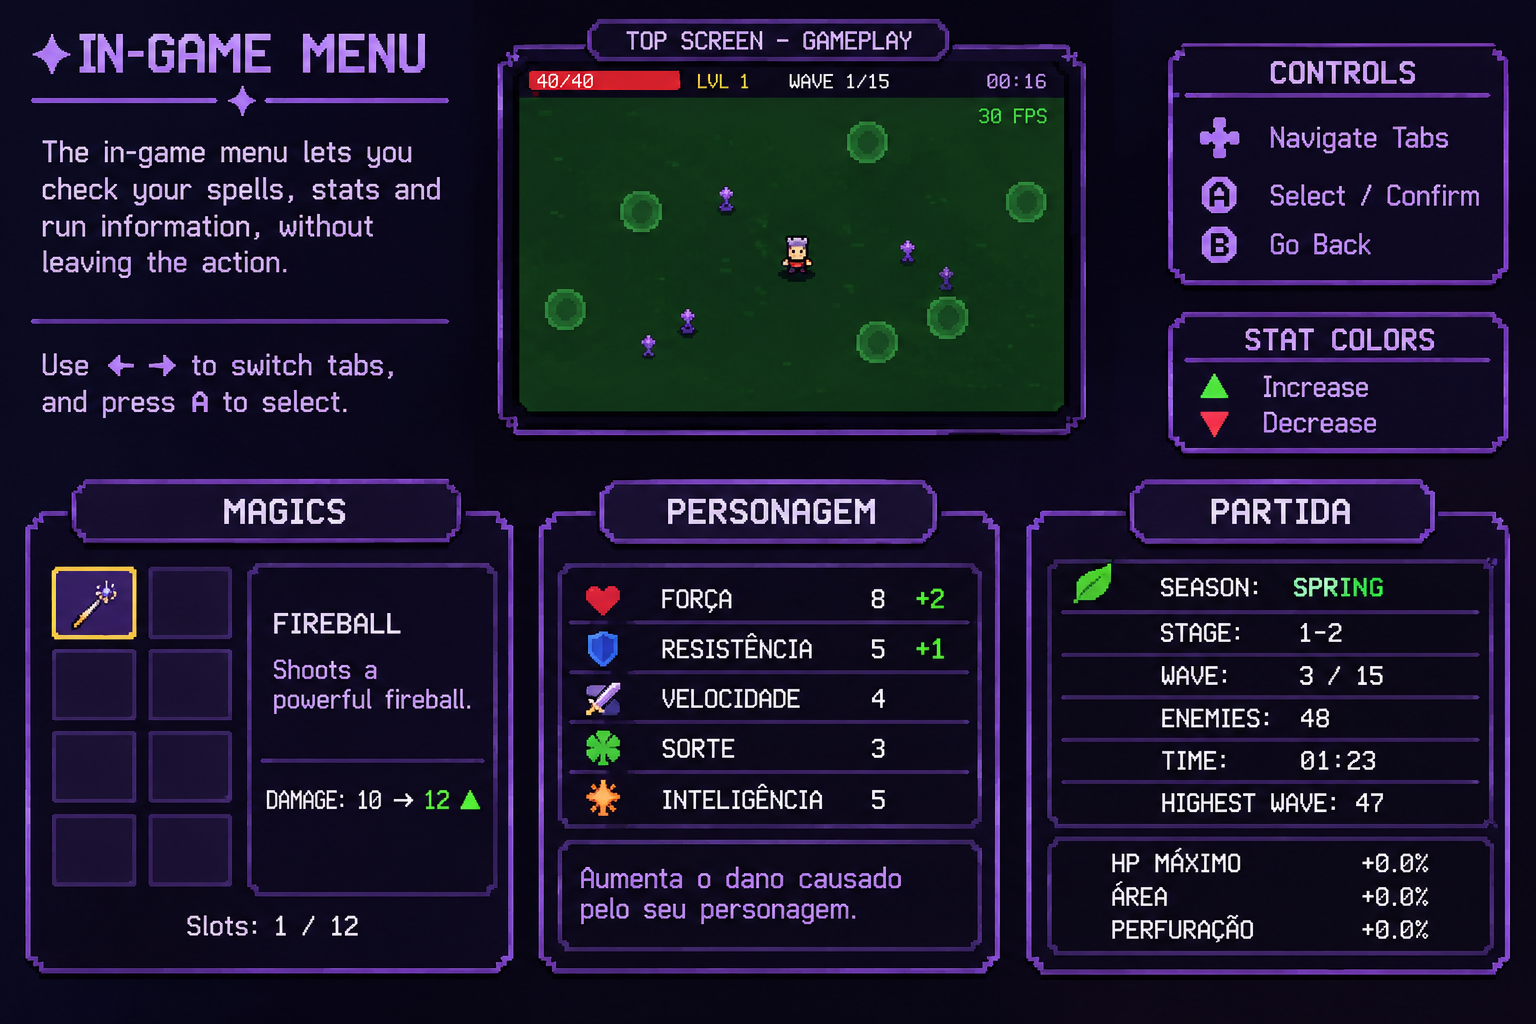 IN-GAME MENU
The in-game menu lets you
check your spells, stats and
run information, without
leaving the action.
Use ← → to switch tabs,
and press A to select.
TOP SCREEN - GAMEPLAY
40/40 LVL 1 WAVE 1/15 00:16
30 FPS
CONTROLS
Navigate Tabs
A Select / Confirm
B Go Back
STAT COLORS
▲ Increase
▼ Decrease
MAGICS
FIREBALL
Shoots a
powerful fireball.
DAMAGE: 10 → 12 ▲
Slots: 1 / 12
PERSONAGEM
FORÇA 8 +2
RESISTÊNCIA 5 +1
VELOCIDADE 4
SORTE 3
INTELIGÊNCIA 5
Aumenta o dano causado
pelo seu personagem.
PARTIDA
SEASON: SPRING
STAGE: 1-2
WAVE: 3 / 15
ENEMIES: 48
TIME: 01:23
HIGHEST WAVE: 47
HP MÁXIMO +0.0%
ÁREA +0.0%
PERFURAÇÃO +0.0%